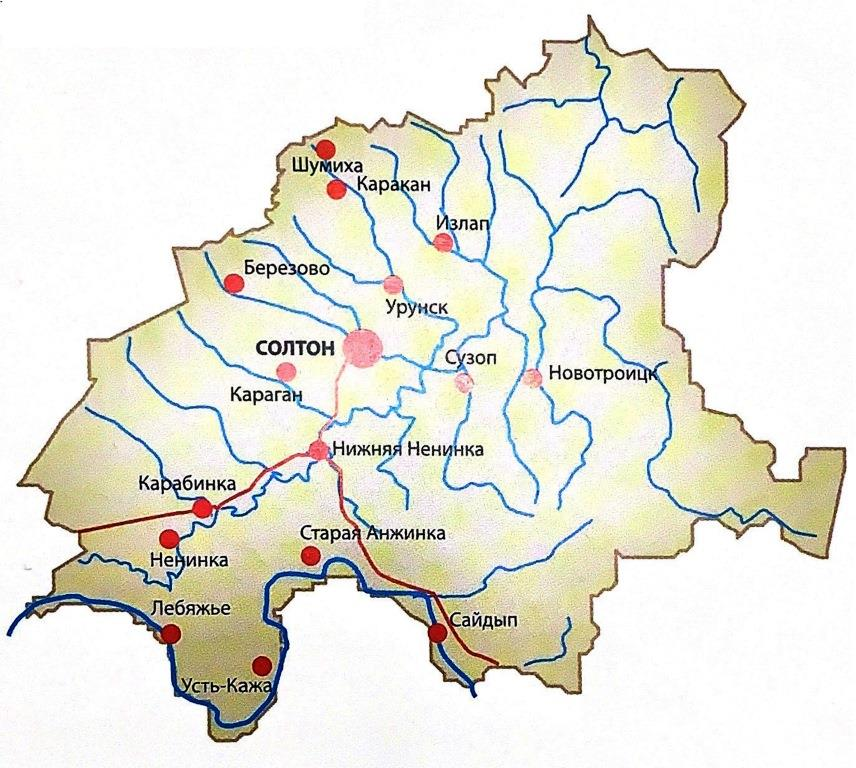 Шумиха
Каракан
Излап
Березово
Урунск
СОЛТОН
Сузоп
Новотроицк
Караган
Нижняя Ненинка
Карабинка
Старая Анжинка
Ненинка
Лебяжье
Сайдып
Усть-Кажа